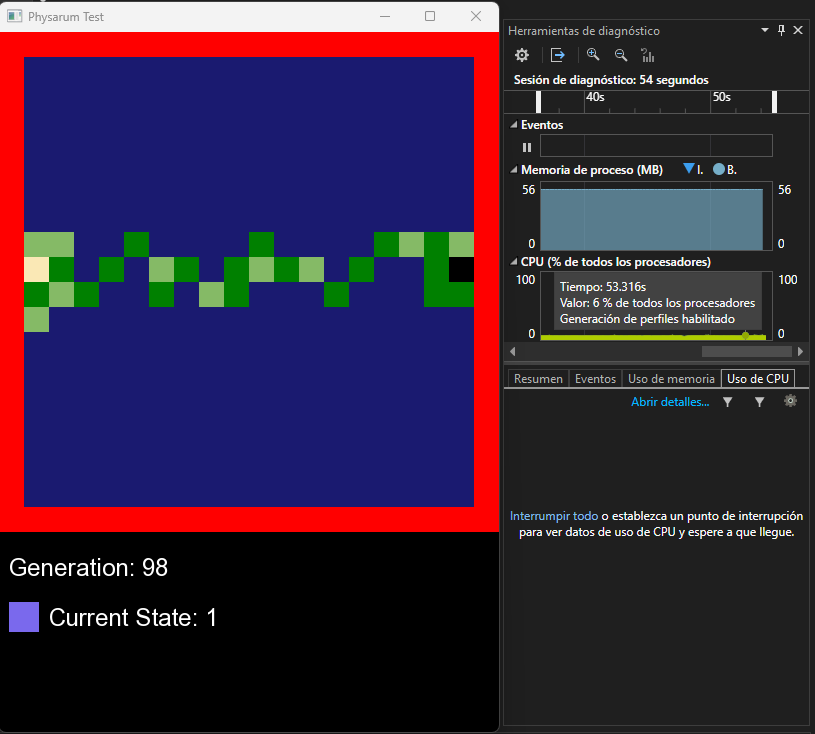 Physarum Test
Generation: 98
Current State: 1
Herramientas de diagnóstico
Sesión de diagnóstico: 54 segundos
40s 50s
Eventos
Memoria de proceso (MB) I. B.
56 56
0 0
CPU (% de todos los procesadores)
100 100
Tiempo: 53.316s
Valor: 6 % de todos los procesadores
Generación de perfiles habilitado
0 0
Resumen Eventos Uso de memoria Uso de CPU
Abrir detalles...
Interrumpir todo o establezca un punto de interrupción
para ver datos de uso de CPU y espere a que llegue.